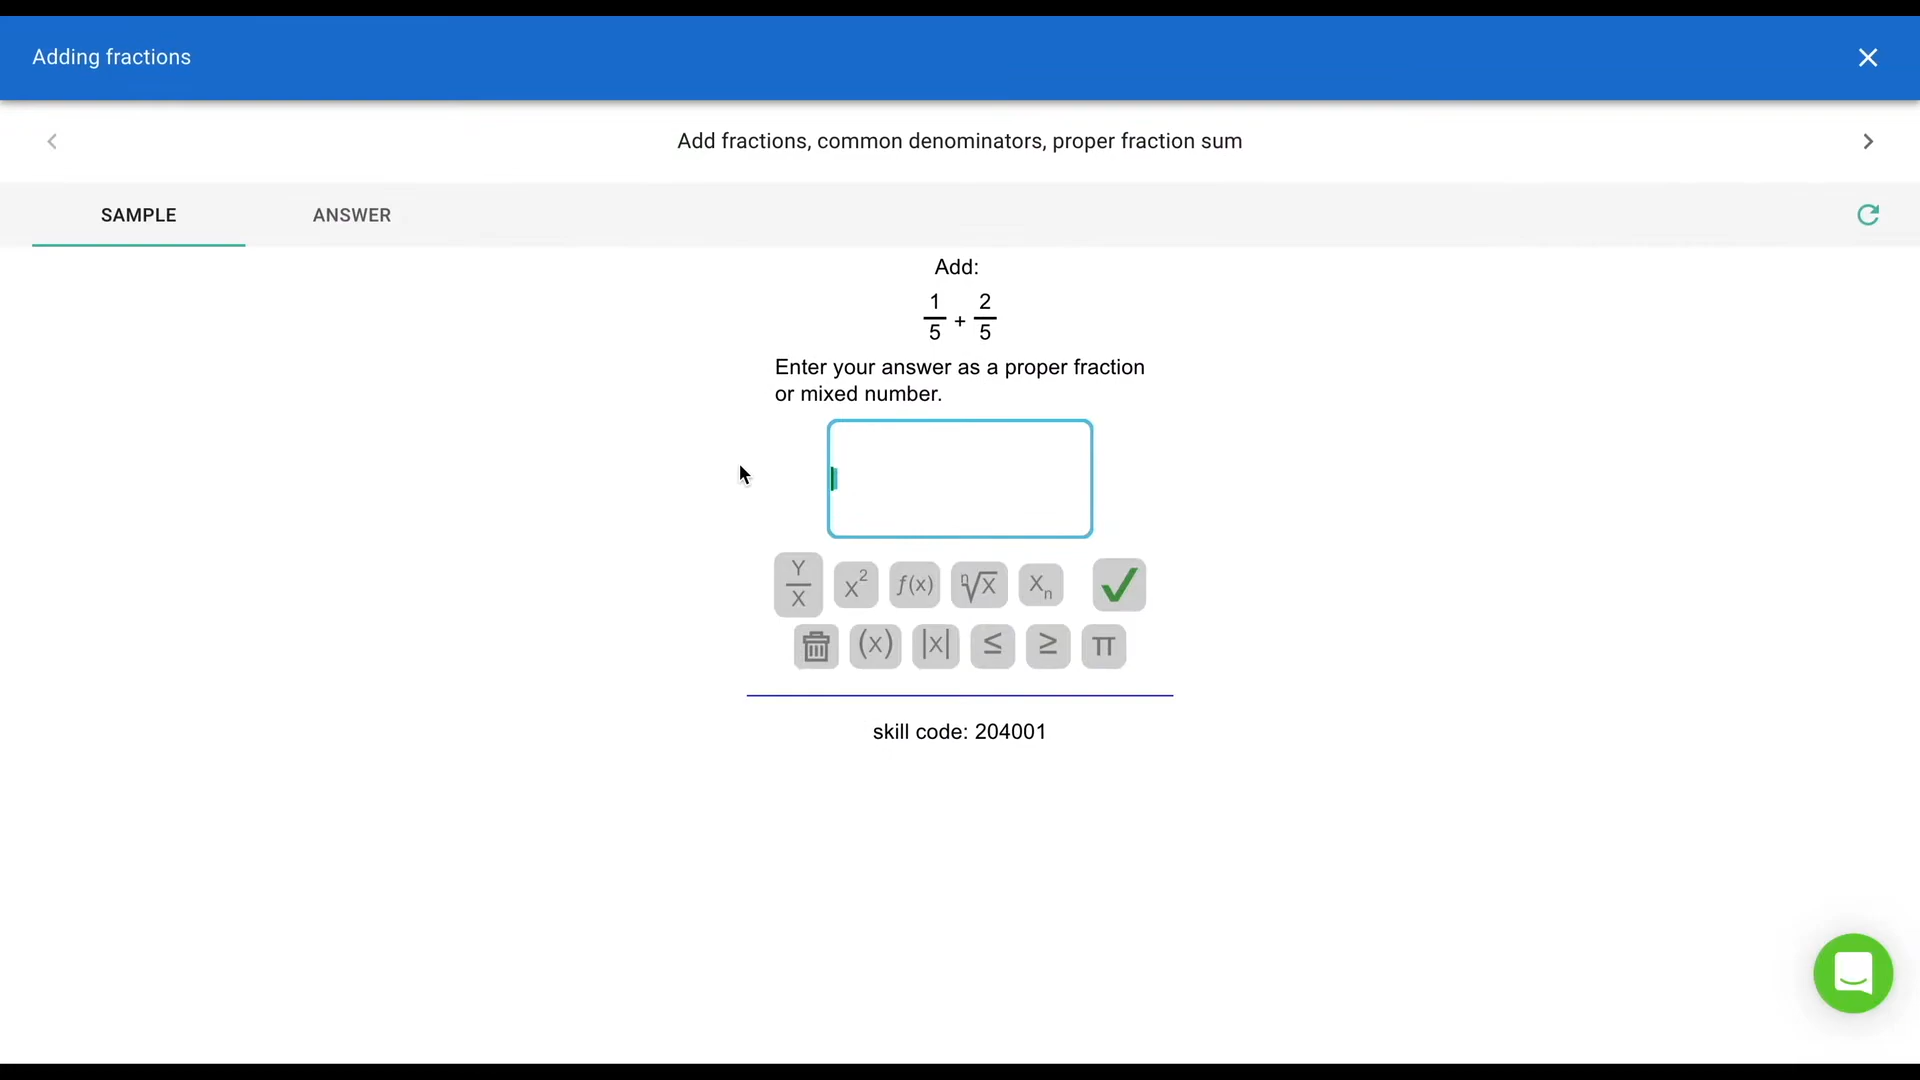 Adding fractions
Add fractions, common denominators, proper fraction sum
SAMPLE ANSWER
Add:
1/5 + 2/5
Enter your answer as a proper fraction
or mixed number.
Y/X x² f(x) ⁿ√x Xₙ
(x) |x| ≤ ≥ π
skill code: 204001